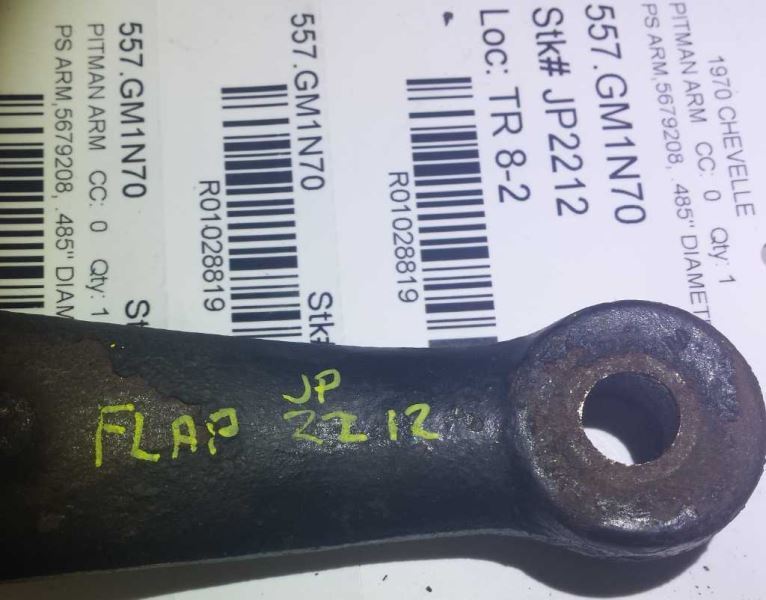 1970 CHEVELLE
PITMAN ARM CC: 0 Qty: 1
PS ARM,5679208, .485" DIAMET
557.GM1N70
Stk# JP2212
Loc: TR 8-2
R01028819
557.GM1N70
Stk#
R01028819
557.GM1N70
St
PITMAN ARM CC: 0 Qty: 1
PS ARM,5679208, .485" DIAM
FLAP JP
2212